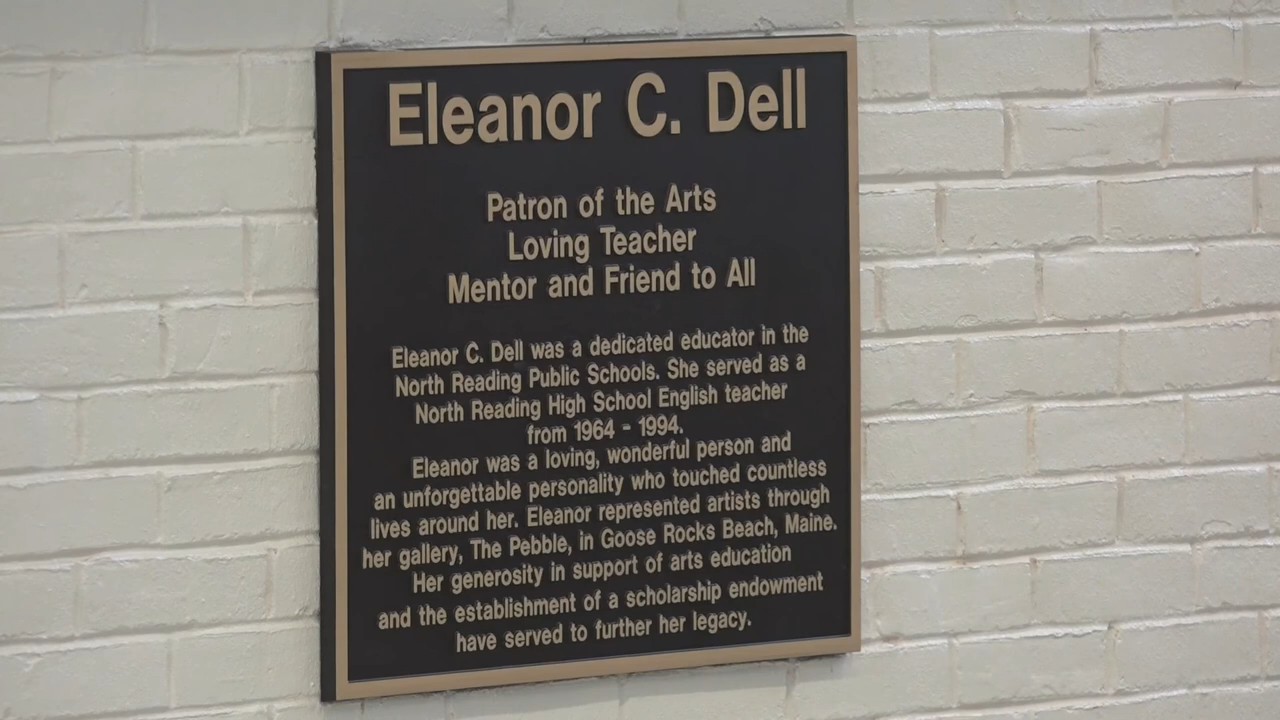 Eleanor C. Dell
Patron of the Arts
Loving Teacher
Mentor and Friend to All
Eleanor C. Dell was a dedicated educator in the
North Reading Public Schools. She served as a
North Reading High School English teacher
from 1964 - 1994.
Eleanor was a loving, wonderful person and
an unforgettable personality who touched countless
lives around her. Eleanor represented artists through
her gallery, The Pebble, in Goose Rocks Beach, Maine.
Her generosity in support of arts education
and the establishment of a scholarship endowment
have served to further her legacy.